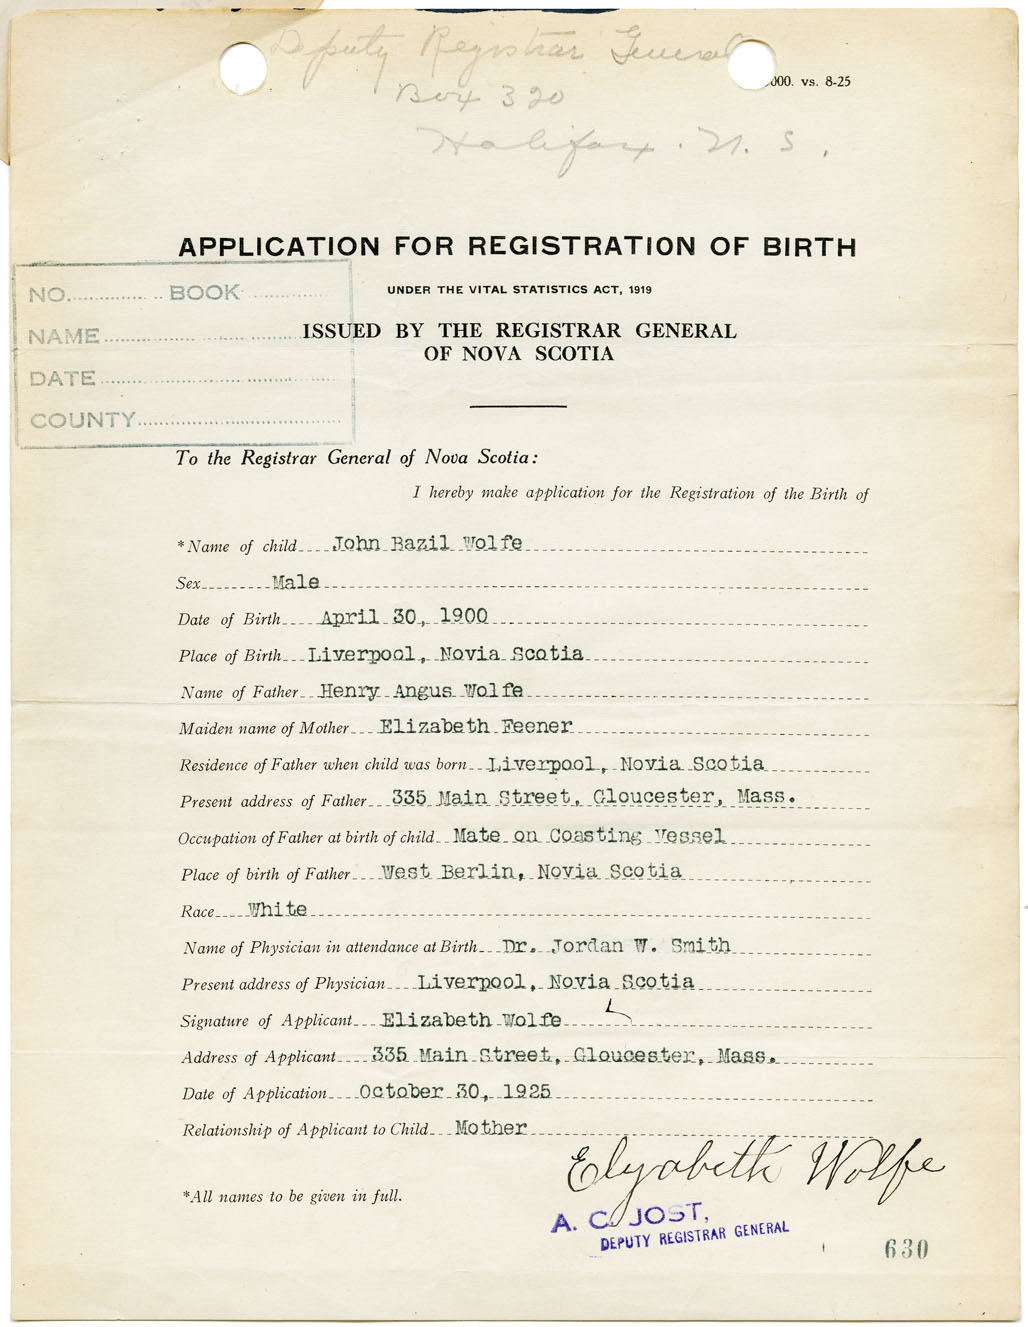 Deputy Registrar General
000. vs. 8-25
Box 320
Halifax. N. S.
APPLICATION FOR REGISTRATION OF BIRTH
UNDER THE VITAL STATISTICS ACT, 1919
ISSUED BY THE REGISTRAR GENERAL
OF NOVA SCOTIA
NO. BOOK
NAME
DATE
COUNTY
To the Registrar General of Nova Scotia:
I hereby make application for the Registration of the Birth of
*Name of child John Bazil Wolfe
Sex Male
Date of Birth April 30, 1900
Place of Birth Liverpool, Novia Scotia
Name of Father Henry Angus Wolfe
Maiden name of Mother Elizabeth Feener
Residence of Father when child was born Liverpool, Novia Scotia
Present address of Father 335 Main Street, Gloucester, Mass.
Occupation of Father at birth of child Mate on Coasting Vessel
Place of birth of Father West Berlin, Novia Scotia
Race White
Name of Physician in attendance at Birth Dr. Jordan W. Smith
Present address of Physician Liverpool, Novia Scotia
Signature of Applicant Elizabeth Wolfe
Address of Applicant 335 Main Street, Gloucester, Mass.
Date of Application October 30, 1925
Relationship of Applicant to Child Mother
Elyabeth Wolfe
*All names to be given in full.
A. C. JOST,
DEPUTY REGISTRAR GENERAL
630